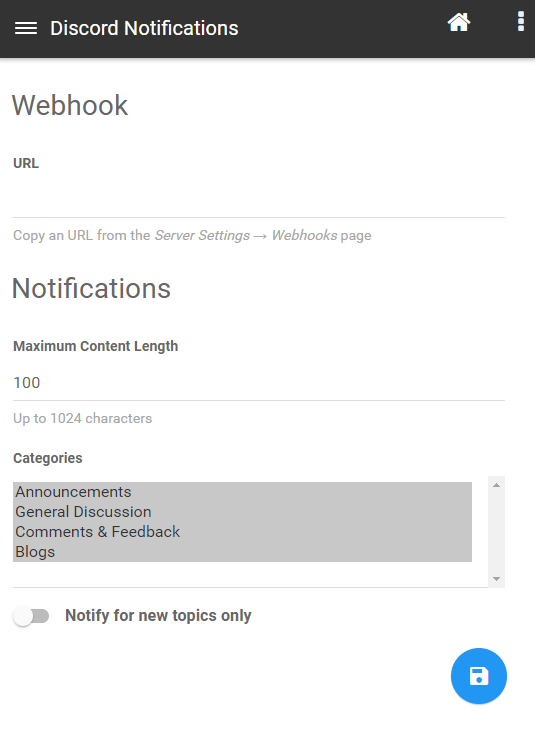 Discord Notifications
Webhook
URL
Copy an URL from the Server Settings → Webhooks page
Notifications
Maximum Content Length
100
Up to 1024 characters
Categories
Announcements
General Discussion
Comments & Feedback
Blogs
Notify for new topics only